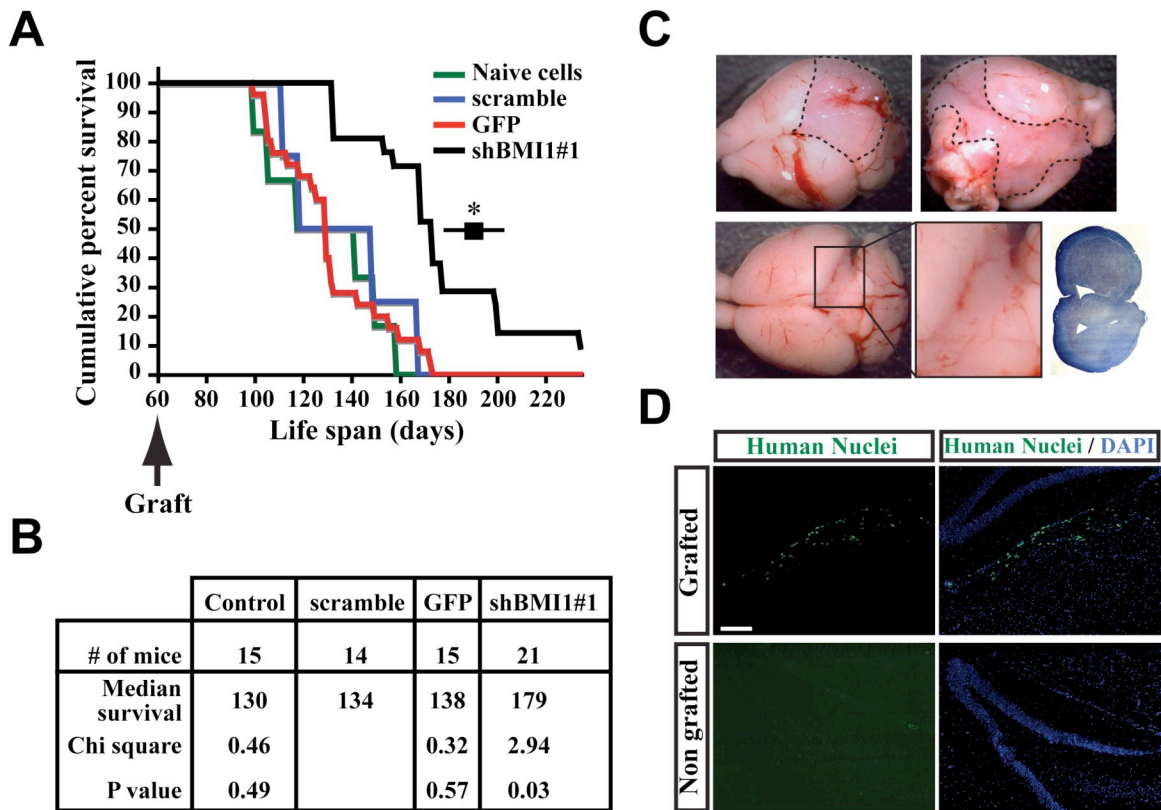 A
Cumulative percent survival
100
90
80
70
60
50
40
30
20
10
0
60 80 100 120 140 160 180 200 220
Life span (days)
Graft
Naive cells
scramble
GFP
shBMI1#1
*
B
Control scramble GFP shBMI1#1
# of mice 15 14 15 21
Median survival 130 134 138 179
Chi square 0.46 0.32 2.94
P value 0.49 0.57 0.03
C
D
Human Nuclei
Human Nuclei / DAPI
Grafted
Non grafted